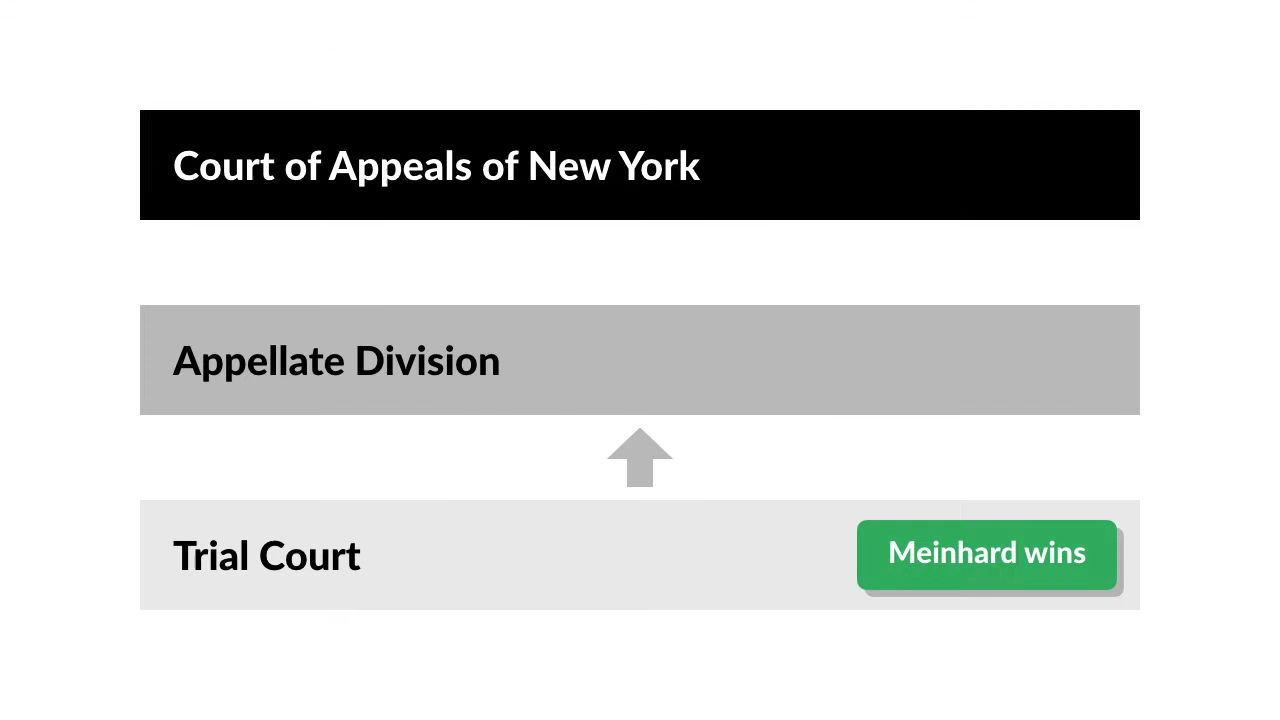 Court of Appeals of New York
Appellate Division
Trial Court
Meinhard wins